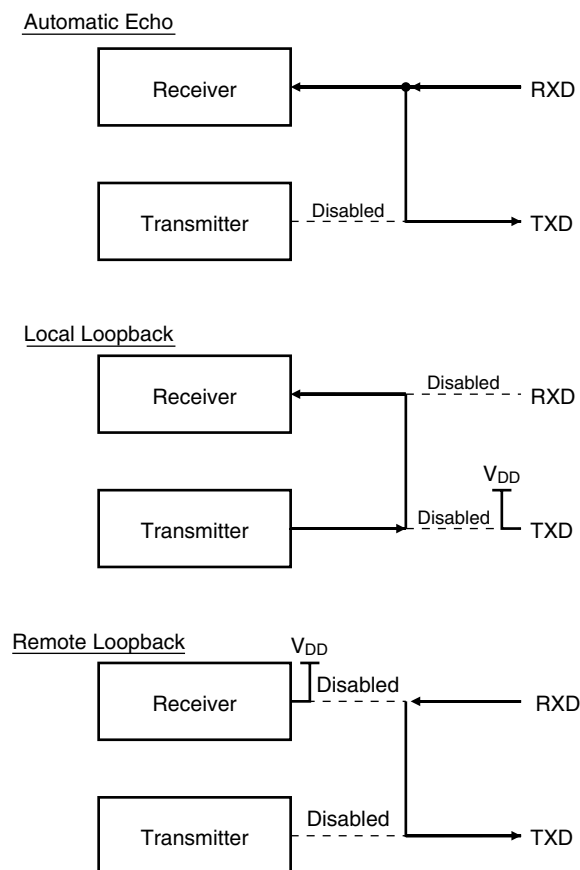 Automatic Echo
Receiver
RXD
Transmitter
Disabled
TXD
Local Loopback
Receiver
Disabled
RXD
VDD
Transmitter
Disabled
TXD
Remote Loopback
VDD
Receiver
Disabled
RXD
Transmitter
Disabled
TXD